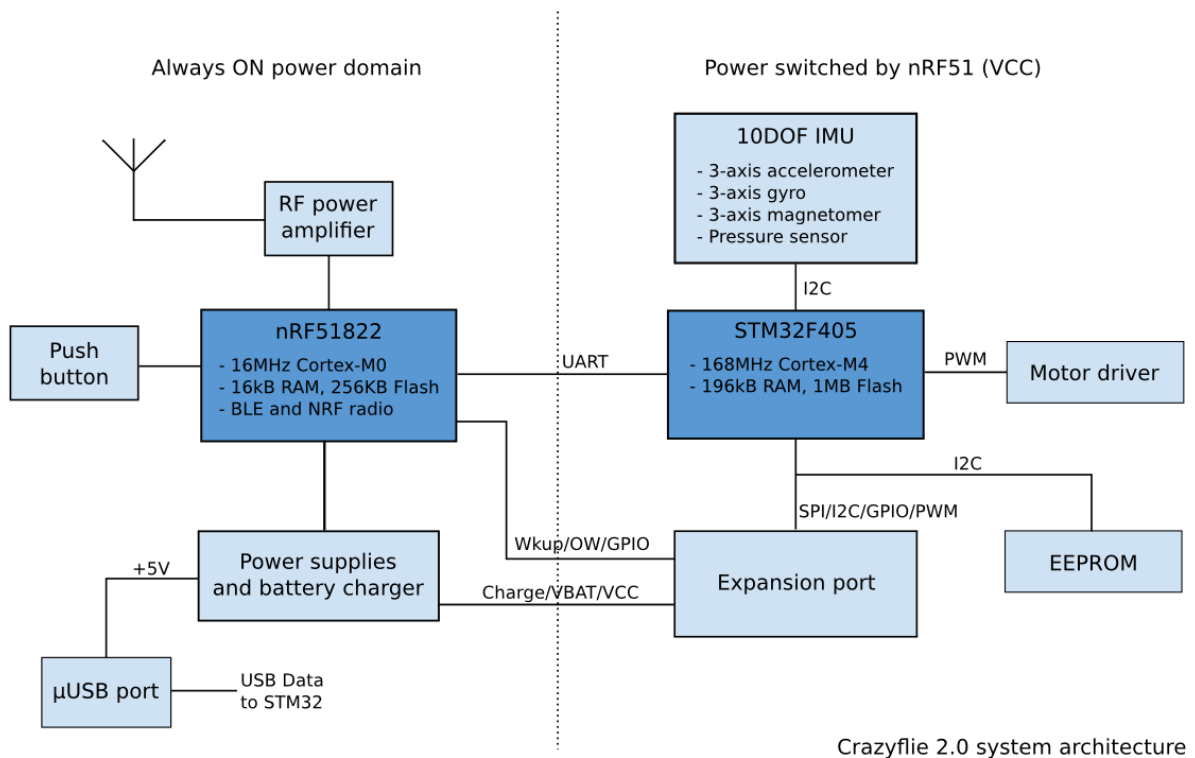 Always ON power domain
Power switched by nRF51 (VCC)
10DOF IMU
- 3-axis accelerometer
- 3-axis gyro
- 3-axis magnetomer
- Pressure sensor
RF power
amplifier
I2C
nRF51822
- 16MHz Cortex-M0
- 16kB RAM, 256KB Flash
- BLE and NRF radio
Push
button
UART
STM32F405
- 168MHz Cortex-M4
- 196kB RAM, 1MB Flash
PWM
Motor driver
I2C
SPI/I2C/GPIO/PWM
Wkup/OW/GPIO
Power supplies
and battery charger
+5V
Charge/VBAT/VCC
Expansion port
EEPROM
µUSB port
USB Data
to STM32
Crazyflie 2.0 system architecture